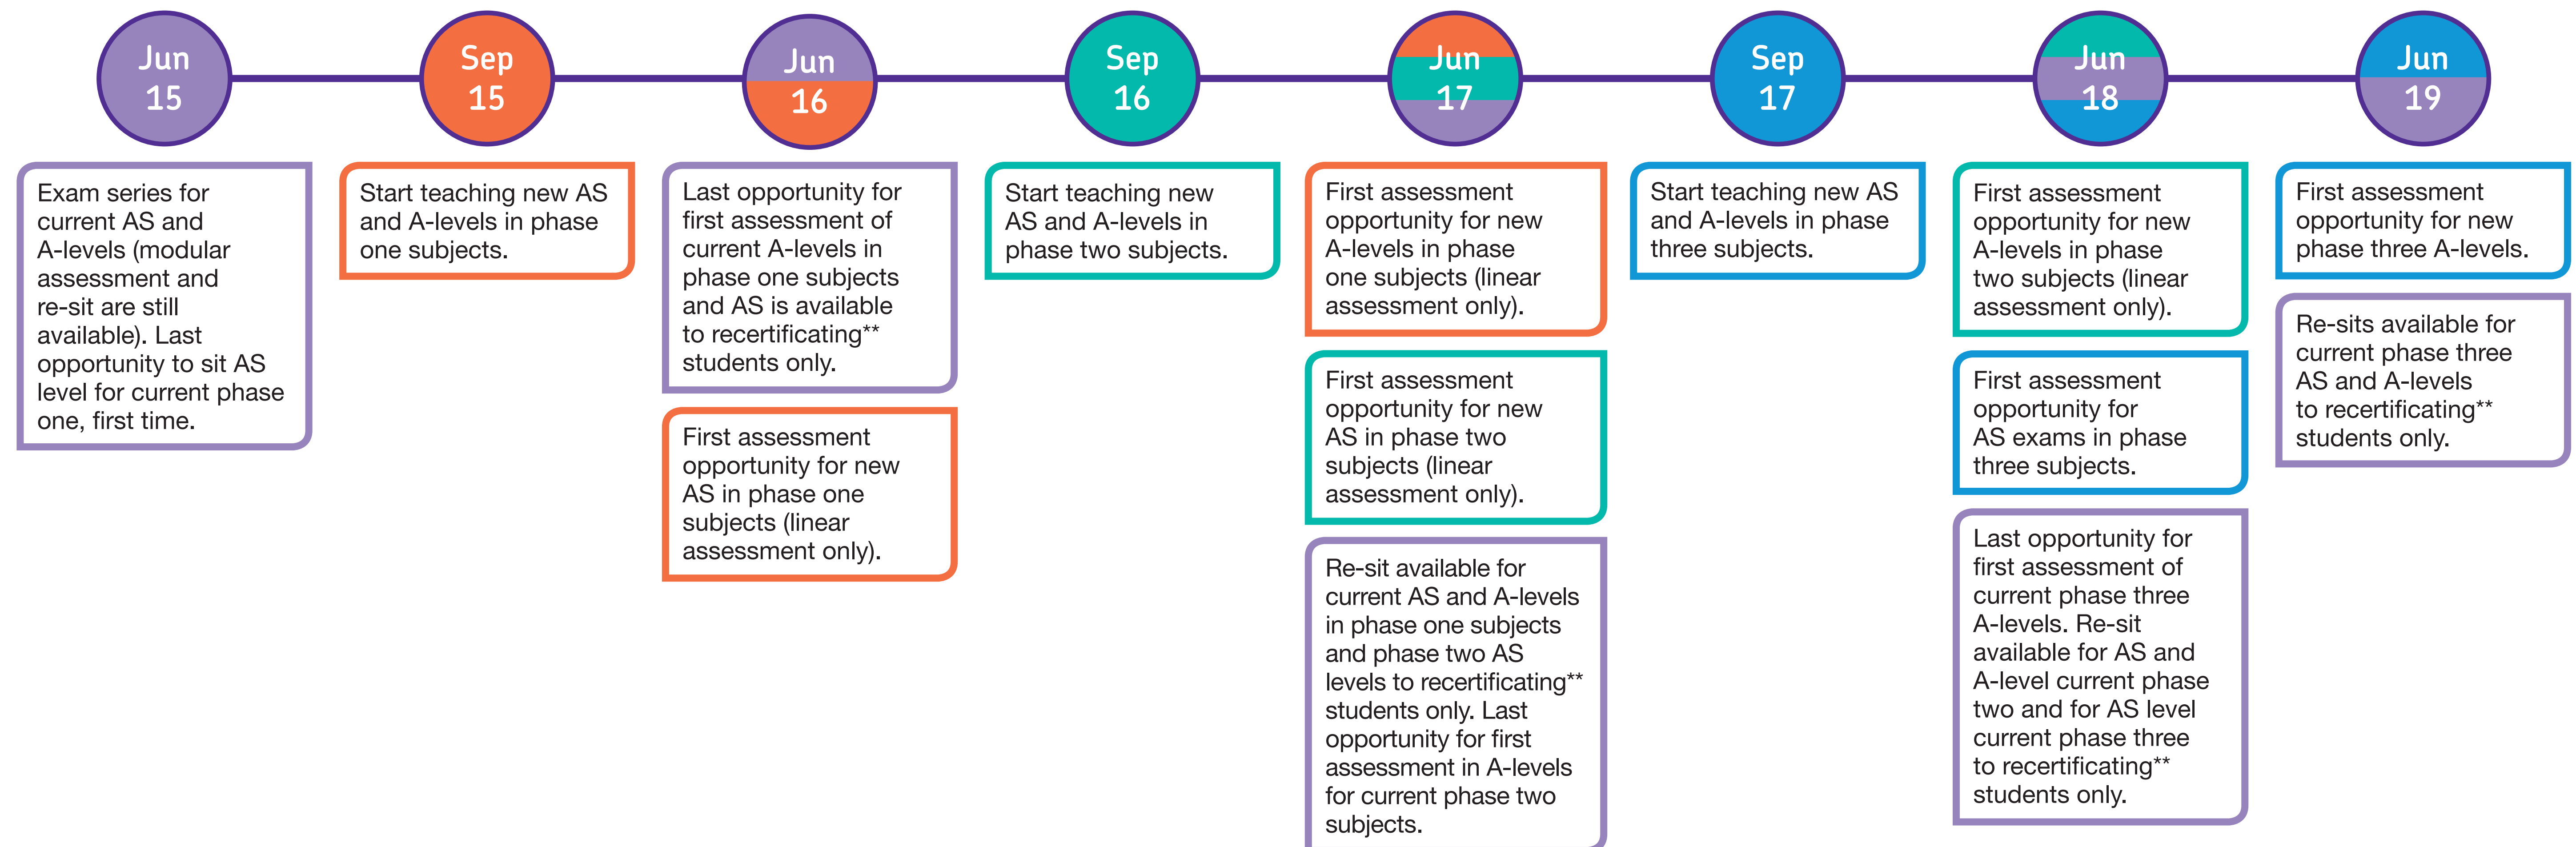 Jun
15
Sep
15
Jun
16
Sep
16
Jun
17
Sep
17
Jun
18
Jun
19
Exam series for
current AS and
A-levels (modular
assessment and
re-sit are still
available). Last
opportunity to sit AS
level for current phase
one, first time.
Start teaching new AS
and A-levels in phase
one subjects.
Last opportunity for
first assessment of
current A-levels in
phase one subjects
and AS is available
to recertificating**
students only.
First assessment
opportunity for new
AS in phase one
subjects (linear
assessment only).
Start teaching new
AS and A-levels in
phase two subjects.
First assessment
opportunity for new
A-levels in phase
one subjects (linear
assessment only).
First assessment
opportunity for new
AS in phase two
subjects (linear
assessment only).
Re-sit available for
current AS and A-levels
in phase one subjects
and phase two AS
levels to recertificating**
students only. Last
opportunity for first
assessment in A-levels
for current phase two
subjects.
Start teaching new AS
and A-levels in phase
three subjects.
First assessment
opportunity for new
A-levels in phase
two subjects (linear
assessment only).
First assessment
opportunity for
AS exams in phase
three subjects.
Last opportunity for
first assessment of
current phase three
A-levels. Re-sit
available for AS and
A-level current phase
two and for AS level
current phase three
to recertificating**
students only.
First assessment
opportunity for new
phase three A-levels.
Re-sits available for
current phase three
AS and A-levels
to recertificating**
students only.